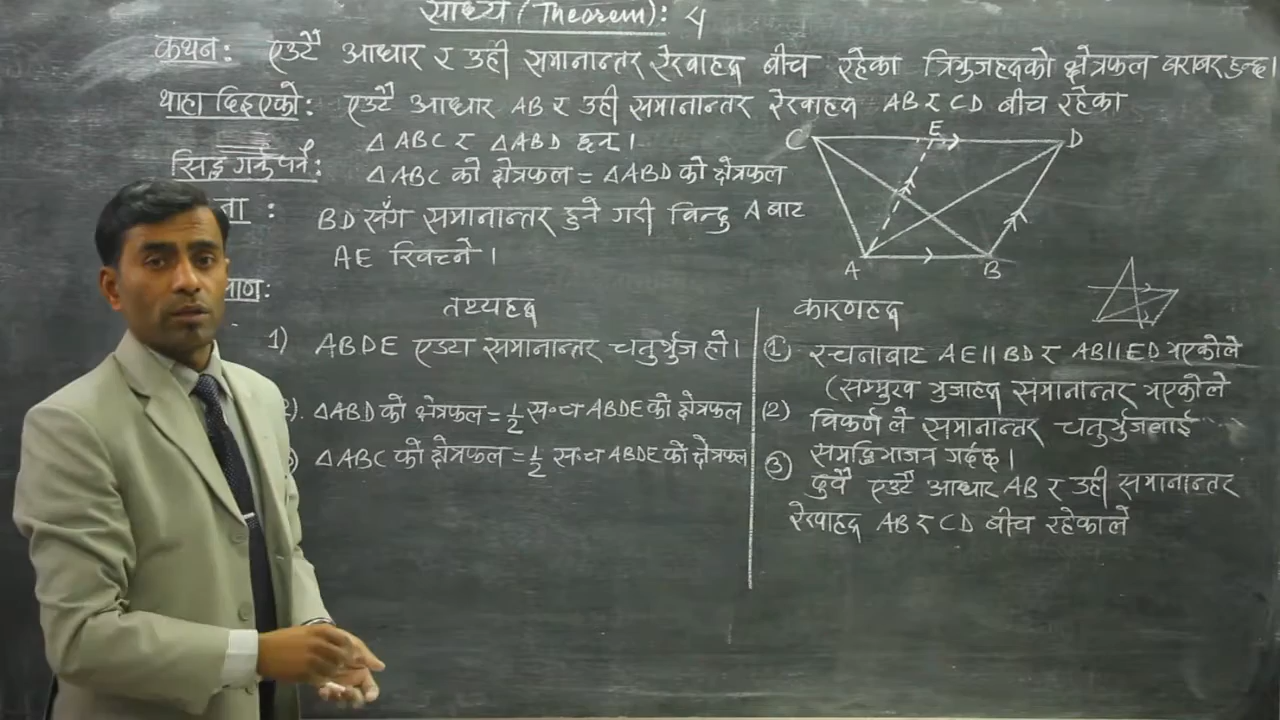 साध्य (Theorem): ५
कथन: एउटै आधार र उही समानान्तर रेखाहरू बीच रहेका त्रिभुजहरूको क्षेत्रफल बराबर हुन्छ।
थाहा दिइएको: एउटै आधार AB र उही समानान्तर रेखाहरू AB र CD बीच रहेका
△ABC र △ABD छन्।
सिद्ध गर्नुपर्ने: △ABC को क्षेत्रफल = △ABD को क्षेत्रफल
ना : BD सँग समानान्तर हुने गरी बिन्दु A बाट
AE खिच्ने।
C E D
A B
माण:
तथ्यहरू
कारणहरू
1) ABDE एउटा समानान्तर चतुर्भुज हो।
① रचनाबाट AE||BD र AB||ED भएकोले
(सम्मुख भुजाहरू समानान्तर भएकोले
२). △ABD को क्षेत्रफल = 1/2 स.च ABDE को क्षेत्रफल
(2) विकर्ण ले समानान्तर चतुर्भुजलाई
समद्विभाजन गर्दछ।
) △ABC को क्षेत्रफल = 1/2 स.च ABDE को क्षेत्रफल
③ दुवै एउटै आधार AB र उही समानान्तर
रेखाहरू AB र CD बीच रहेकाले